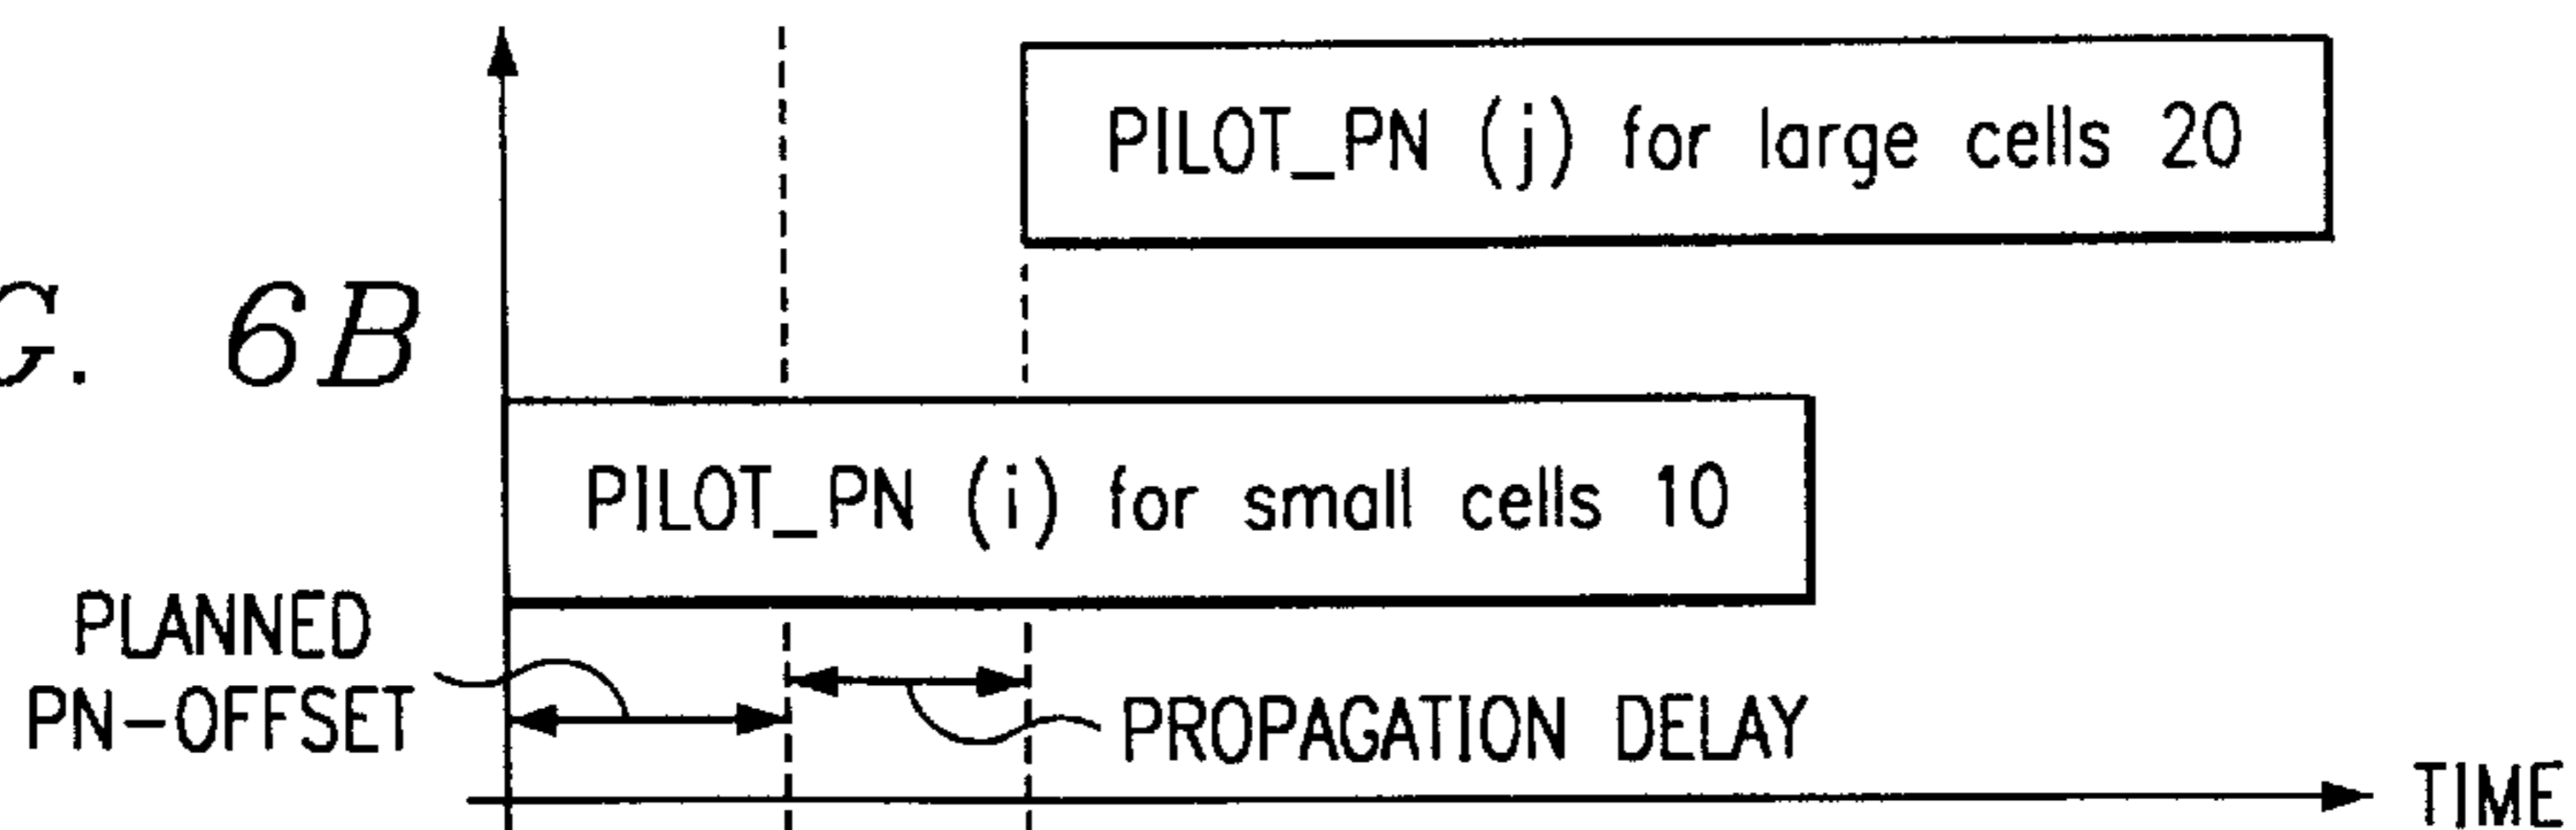 PILOT_PN (j) for large cells 20
G. 6B
PILOT_PN (i) for small cells 10
PLANNED
PN-OFFSET
PROPAGATION DELAY
TIME